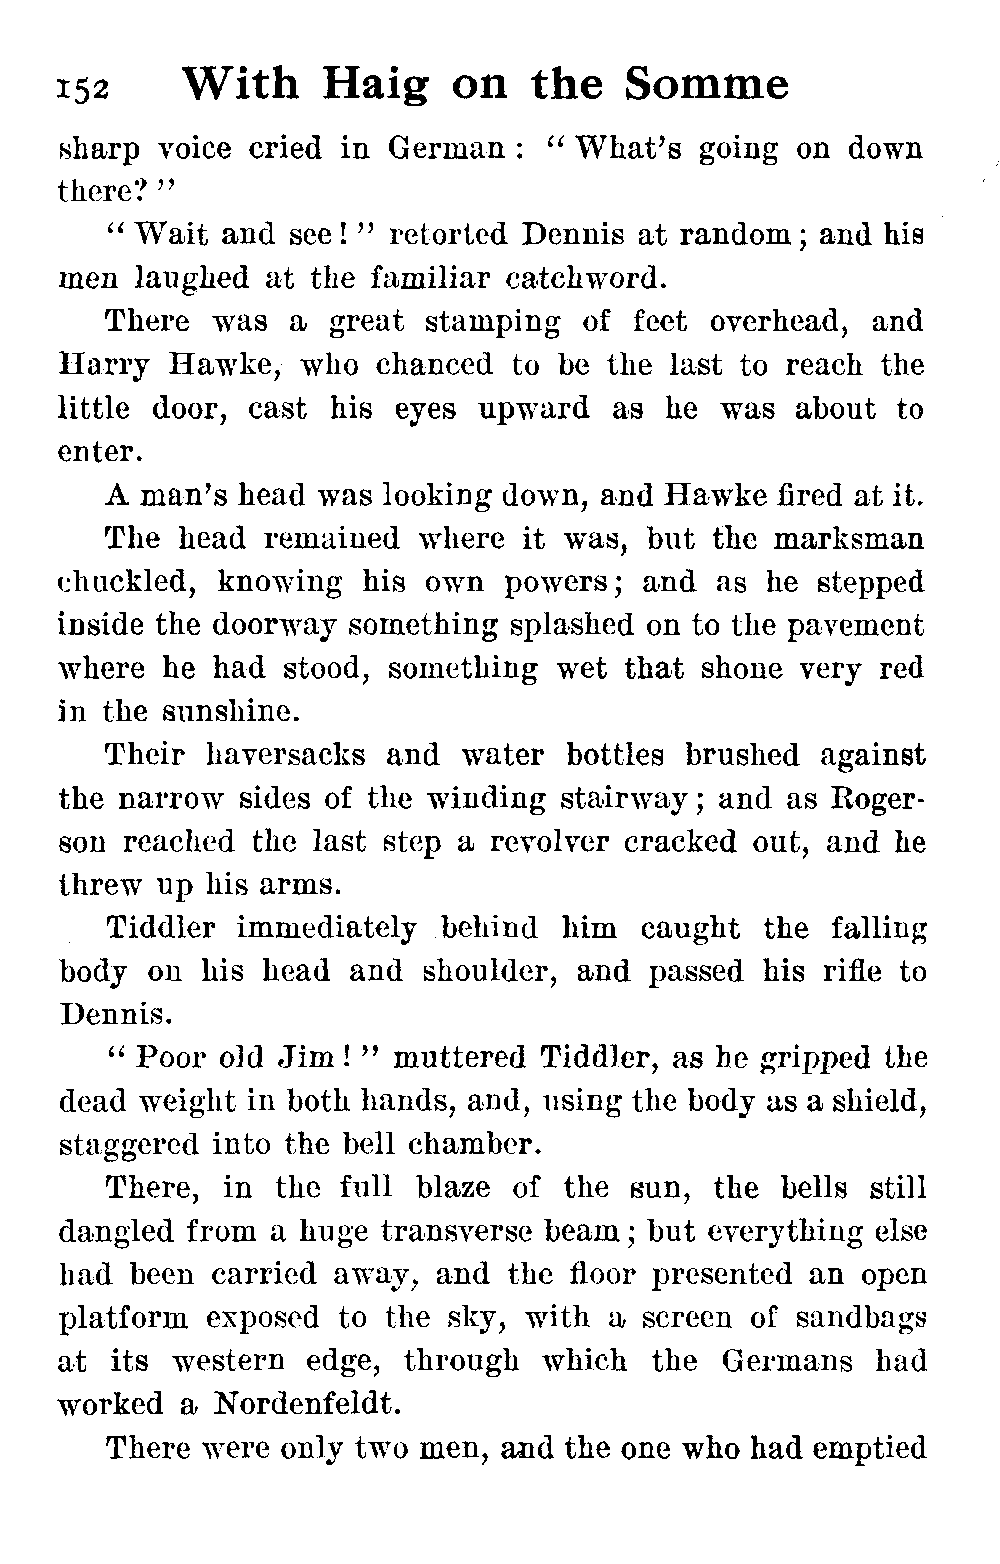 152 With Haig on the Somme
sharp voice cried in German : “ What’s going on down
there? ”
“ Wait and see ! ” retorted Dennis at random ; and his
men laughed at the familiar catchword.
There was a great stamping of feet overhead, and
Harry Hawke, who chanced to be the last to reach the
little door, cast his eyes upward as he was about to
enter.
A man’s head was looking down, and Hawke fired at it.
The head remained where it was, but the marksman
chuckled, knowing his own powers ; and as he stepped
inside the doorway something splashed on to the pavement
where he had stood, something wet that shone very red
in the sunshine.
Their haversacks and water bottles brushed against
the narrow sides of the winding stairway ; and as Roger-
son reached the last step a revolver cracked out, and he
threw up his arms.
Tiddler immediately behind him caught the falling
body on his head and shoulder, and passed his rifle to
Dennis.
“ Poor old Jim ! ” muttered Tiddler, as he gripped the
dead weight in both hands, and, using the body as a shield,
staggered into the bell chamber.
There, in the full blaze of the sun, the bells still
dangled from a huge transverse beam ; but everything else
had been carried away, and the floor presented an open
platform exposed to the sky, with a screen of sandbags
at its western edge, through which the Germans had
worked a Nordenfeldt.
There were only two men, and the one who had emptied